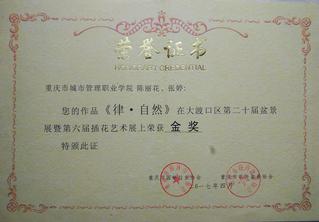 荣誉证书
HONOR ART CREDENTIAL
重庆市城市管理职业学院 陈丽花、张婷:
您的作品《律·自然》在大渡口区第二十届盆景
展暨第六届插花艺术展上荣获 金奖
特颁此证